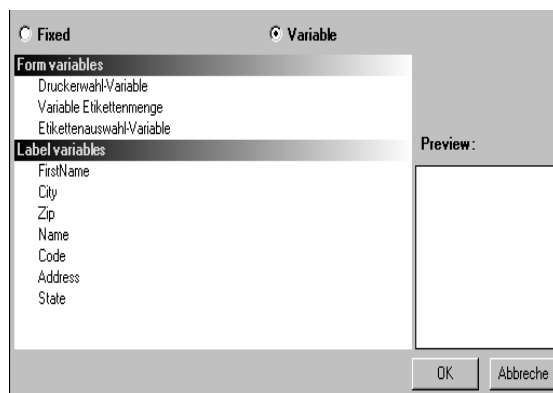 Fixed Variable
Form variables
Druckerwahl-Variable
Variable Etikettenmenge
Etikettenauswahl-Variable
Label variables
Preview:
FirstName
City
Zip
Name
Code
Address
State
OK Abbreche